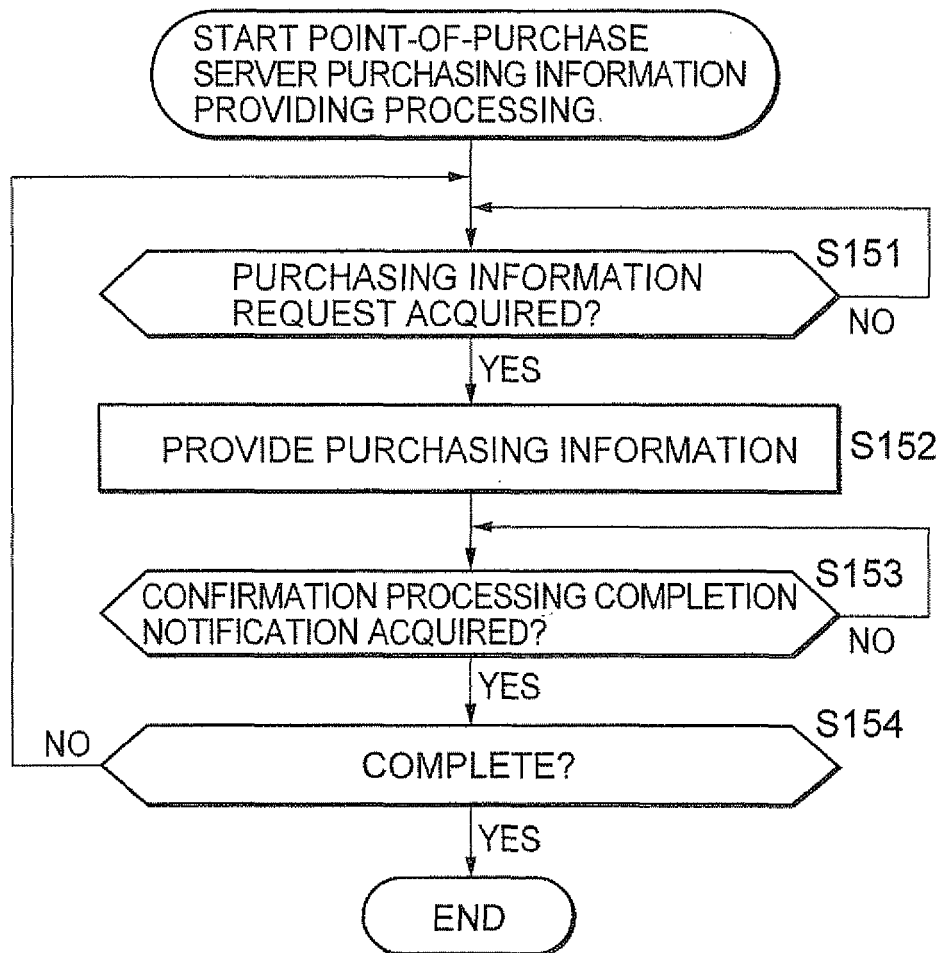 START POINT-OF-PURCHASE
SERVER PURCHASING INFORMATION
PROVIDING PROCESSING.
S151
PURCHASING INFORMATION
REQUEST ACQUIRED?
NO
YES
PROVIDE PURCHASING INFORMATION
S152
S153
CONFIRMATION PROCESSING COMPLETION
NOTIFICATION ACQUIRED?
NO
YES
S154
NO
COMPLETE?
YES
END